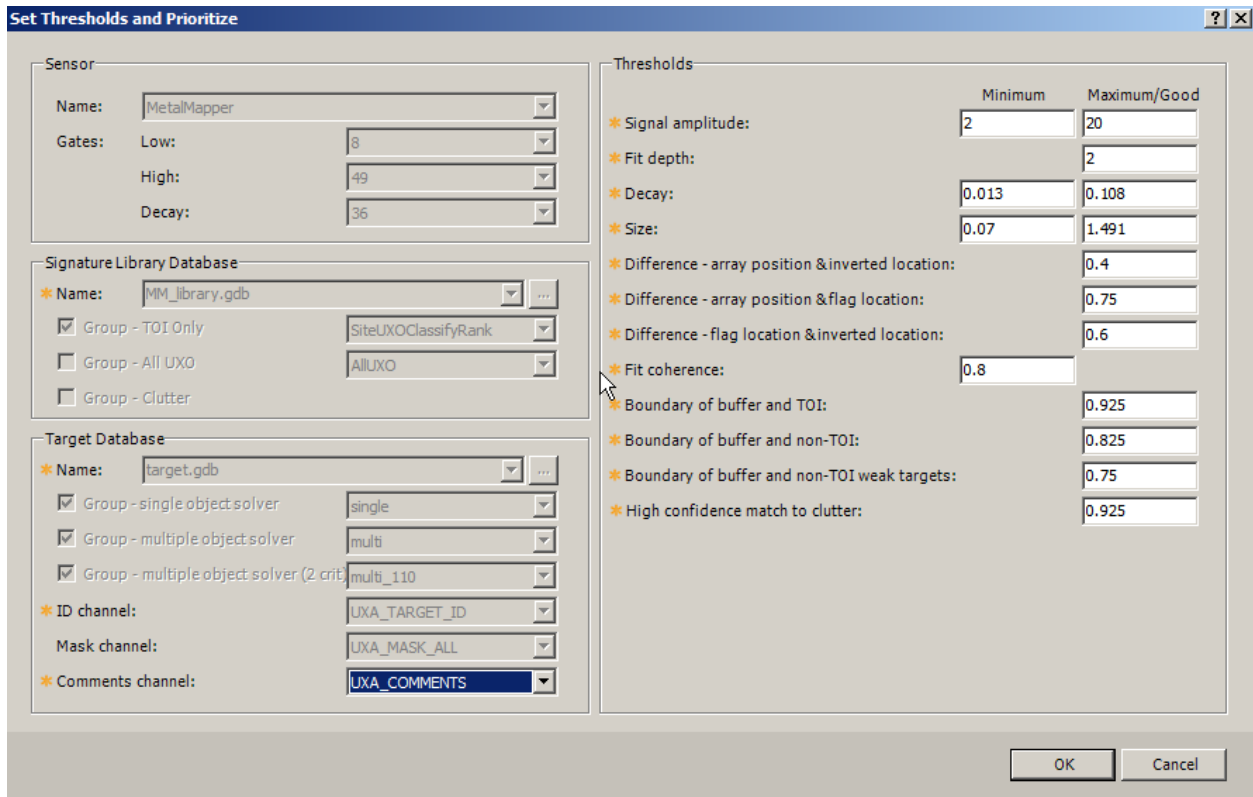 Set Thresholds and Prioritize
Sensor
Name: MetalMapper
Gates: Low: 8
High: 49
Decay: 36
Signature Library Database
* Name: MM_library.gdb ...
Group - TOI Only SiteUXOClassifyRank
Group - All UXO AllUXO
Group - Clutter
Target Database
* Name: target.gdb ...
Group - single object solver single
Group - multiple object solver multi
Group - multiple object solver (2 crit) multi_110
* ID channel: UXA_TARGET_ID
Mask channel: UXA_MASK_ALL
* Comments channel: UXA_COMMENTS
Thresholds
Minimum Maximum/Good
* Signal amplitude: 2 20
* Fit depth: 2
* Decay: 0.013 0.108
* Size: 0.07 1.491
* Difference - array position & inverted location: 0.4
* Difference - array position & flag location: 0.75
* Difference - flag location & inverted location: 0.6
* Fit coherence: 0.8
* Boundary of buffer and TOI: 0.925
* Boundary of buffer and non-TOI: 0.825
* Boundary of buffer and non-TOI weak targets: 0.75
* High confidence match to clutter: 0.925
OK Cancel